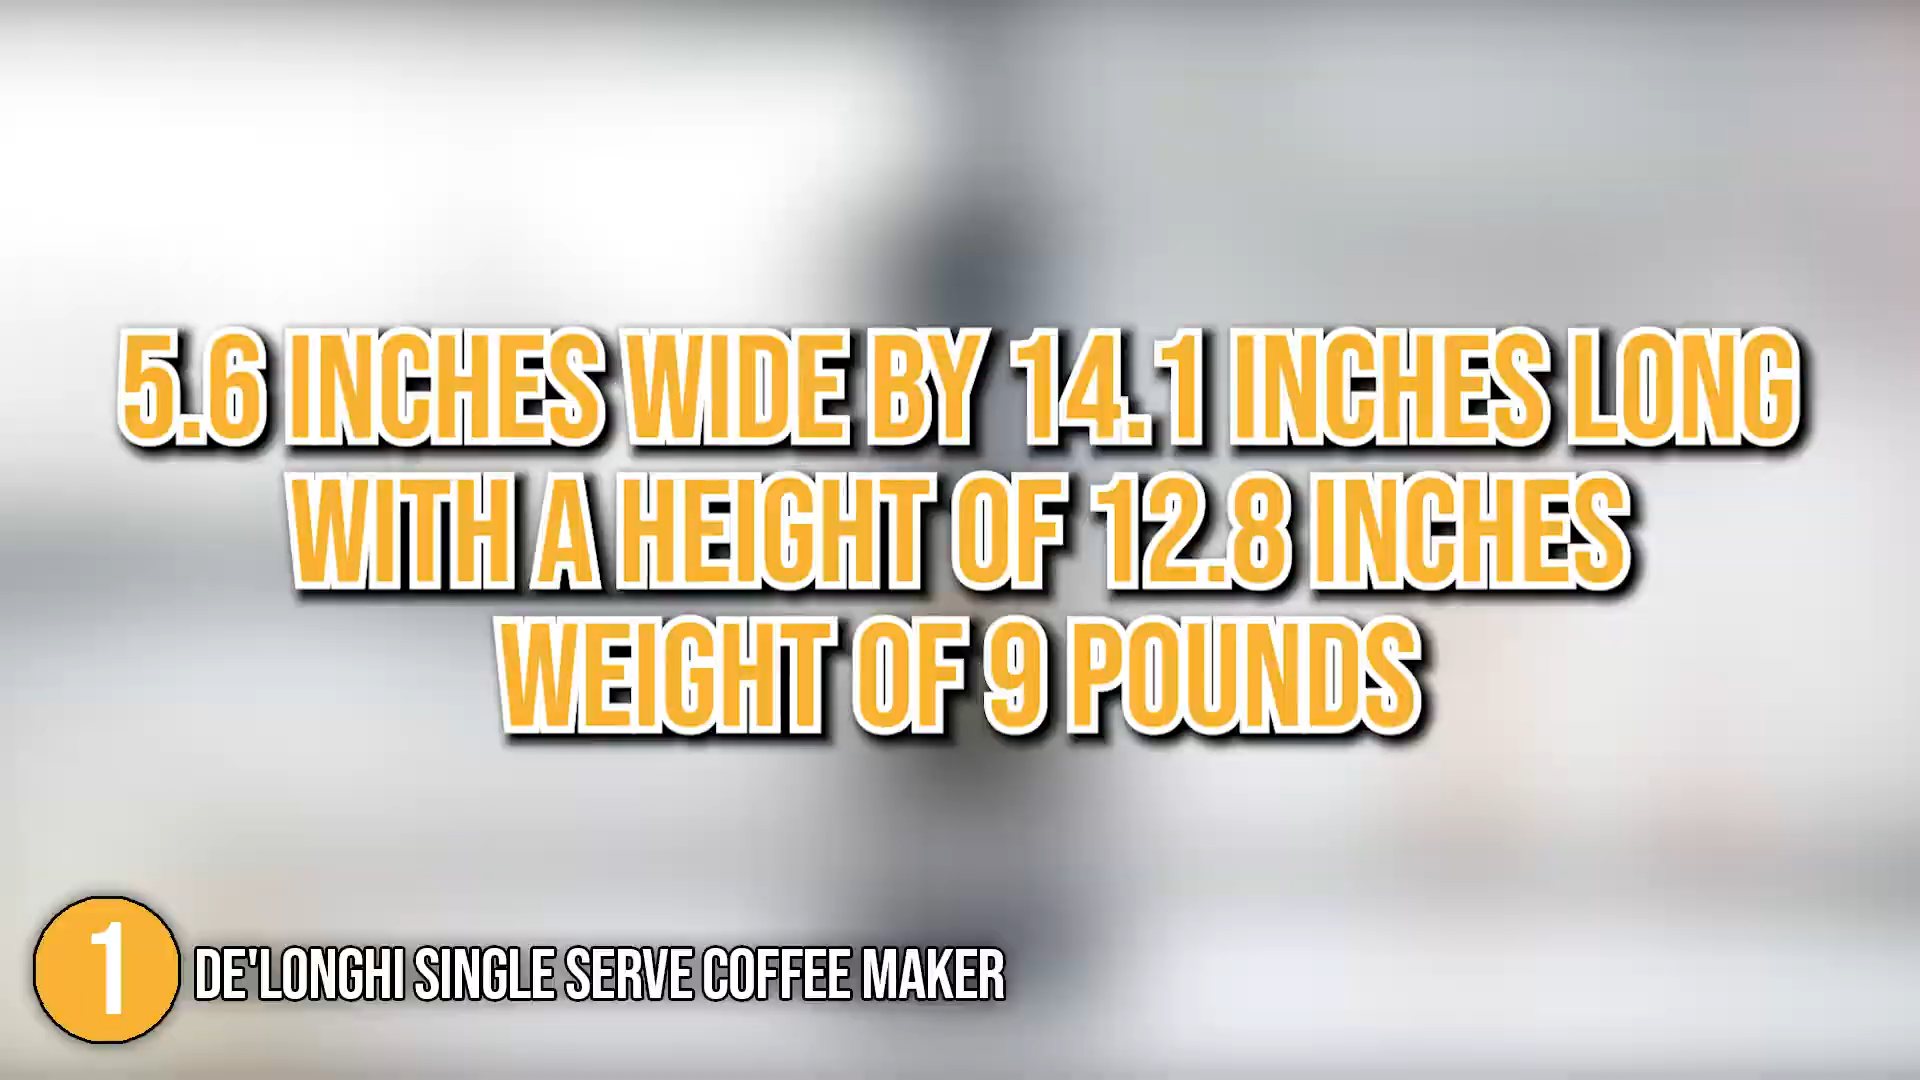 5.6 INCHES WIDE BY 14.1 INCHES LONG
WITH A HEIGHT OF 12.8 INCHES
WEIGHT OF 9 POUNDS
1
DE'LONGHI SINGLE SERVE COFFEE MAKER